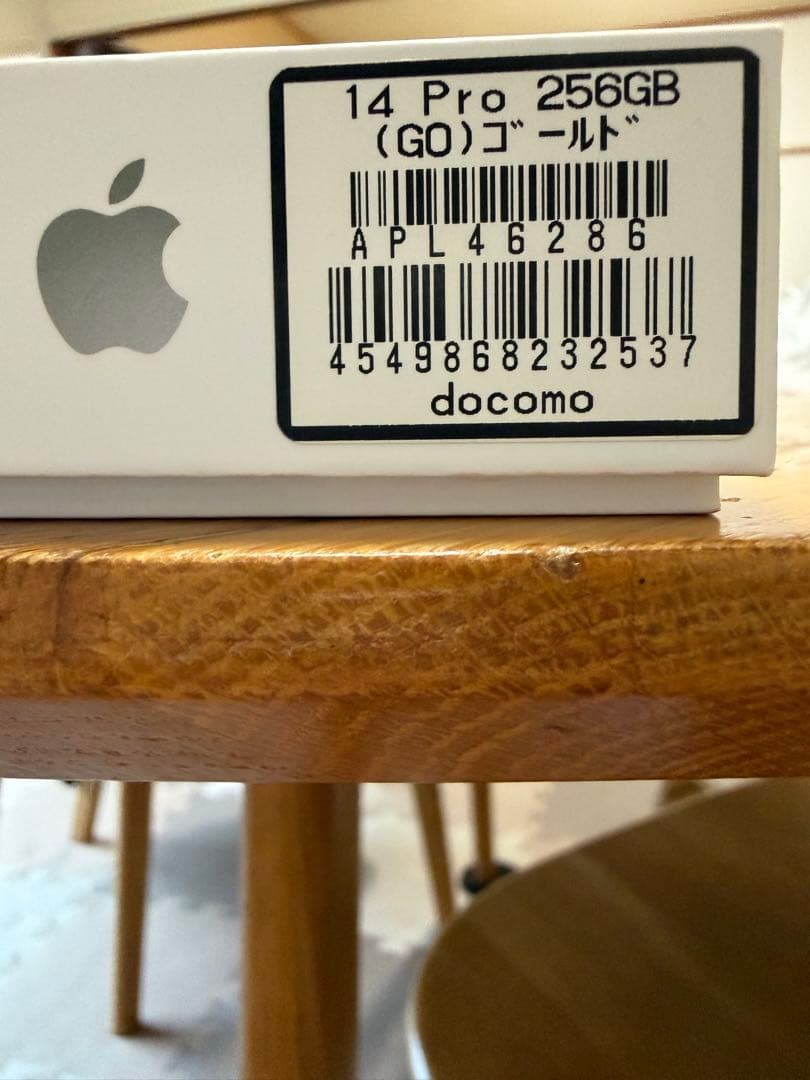 14 Pro 256GB
(GO)ｺﾞｰﾙﾄﾞ
APL46286
4549868232537
docomo